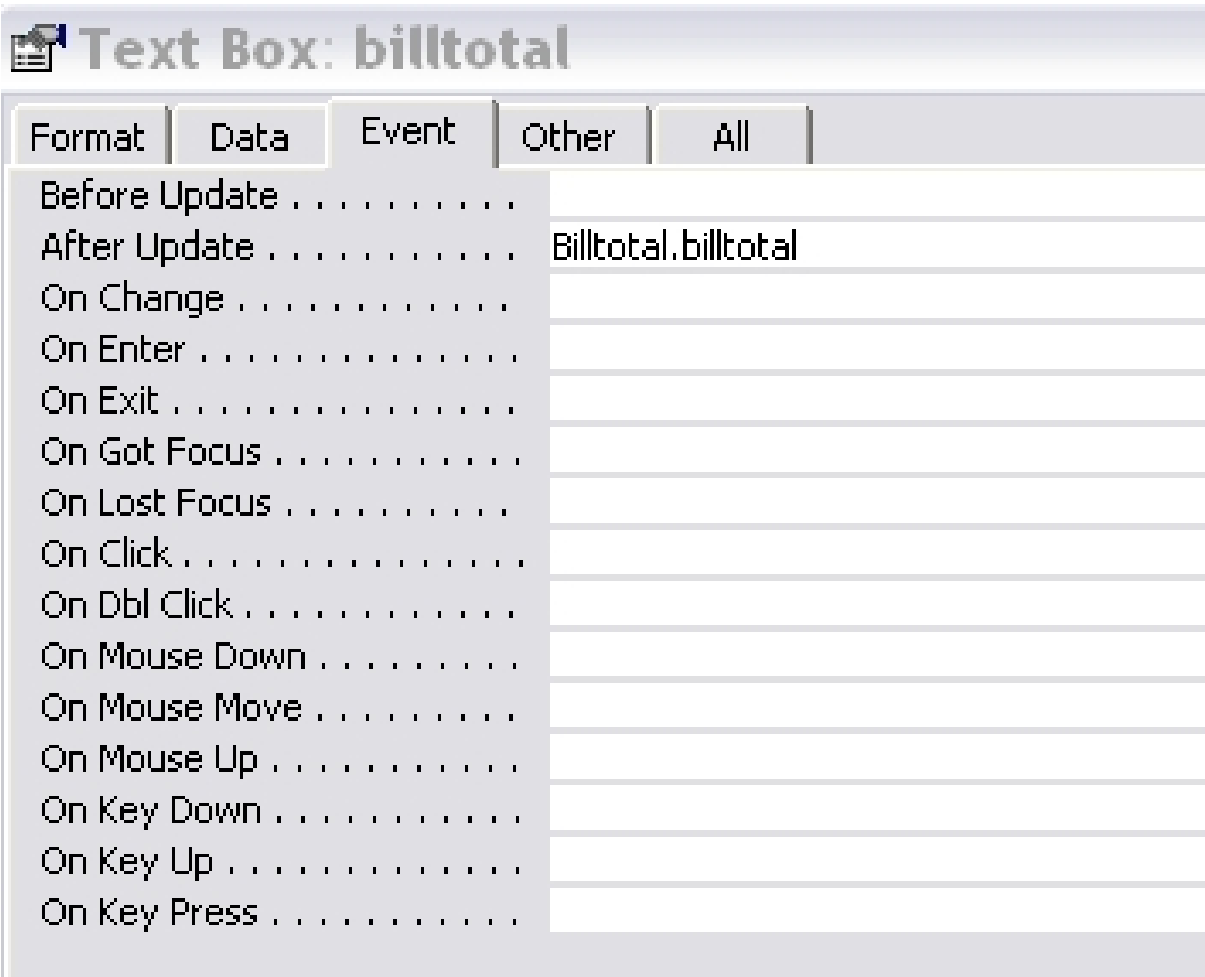 Text Box: billtotal
Format Data Event Other All
Before Update . . . . . . . . . .
After Update . . . . . . . . . . . Billtotal.billtotal
On Change . . . . . . . . . . . .
On Enter . . . . . . . . . . . . . .
On Exit . . . . . . . . . . . . . . .
On Got Focus . . . . . . . . . . .
On Lost Focus . . . . . . . . . .
On Click . . . . . . . . . . . . . . .
On Dbl Click . . . . . . . . . . . .
On Mouse Down . . . . . . . . .
On Mouse Move . . . . . . . . .
On Mouse Up . . . . . . . . . . .
On Key Down . . . . . . . . . . .
On Key Up . . . . . . . . . . . . .
On Key Press . . . . . . . . . . .